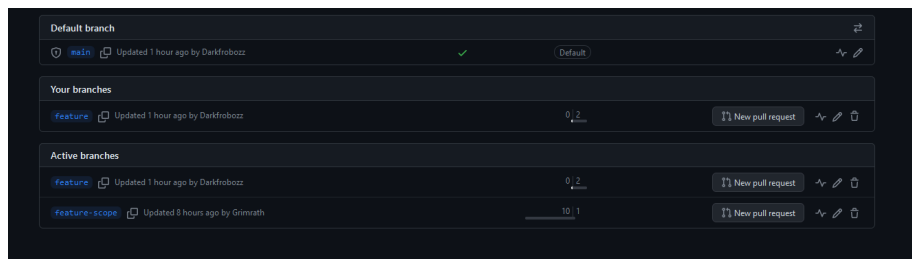 Default branch
main Updated 1 hour ago by Darkfrobozz Default
Your branches
feature Updated 1 hour ago by Darkfrobozz 0 2 New pull request
Active branches
feature Updated 1 hour ago by Darkfrobozz 0 2 New pull request
feature-scope Updated 8 hours ago by Grimrath 10 1 New pull request